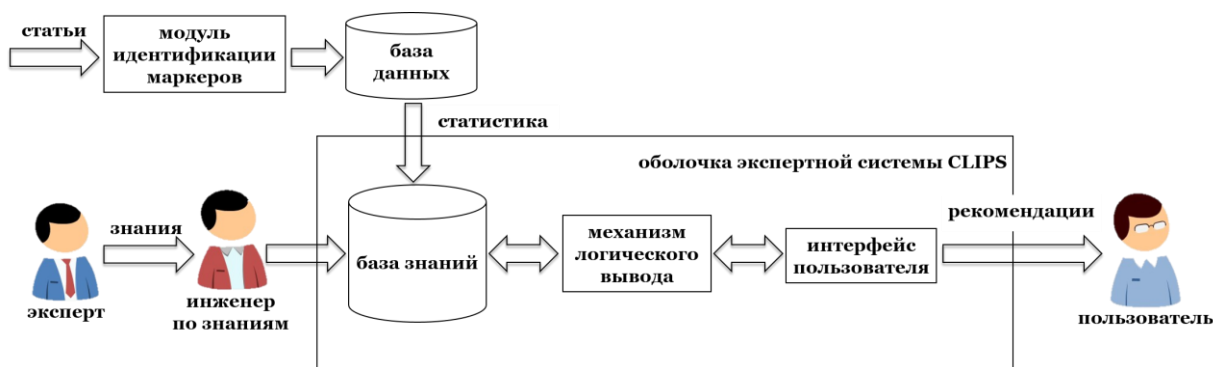 статьи
модуль
идентификации
маркеров
база
данных
статистика
оболочка экспертной системы CLIPS
знания
эксперт
инженер
по знаниям
база знаний
механизм
логического
вывода
интерфейс
пользователя
рекомендации
пользователь